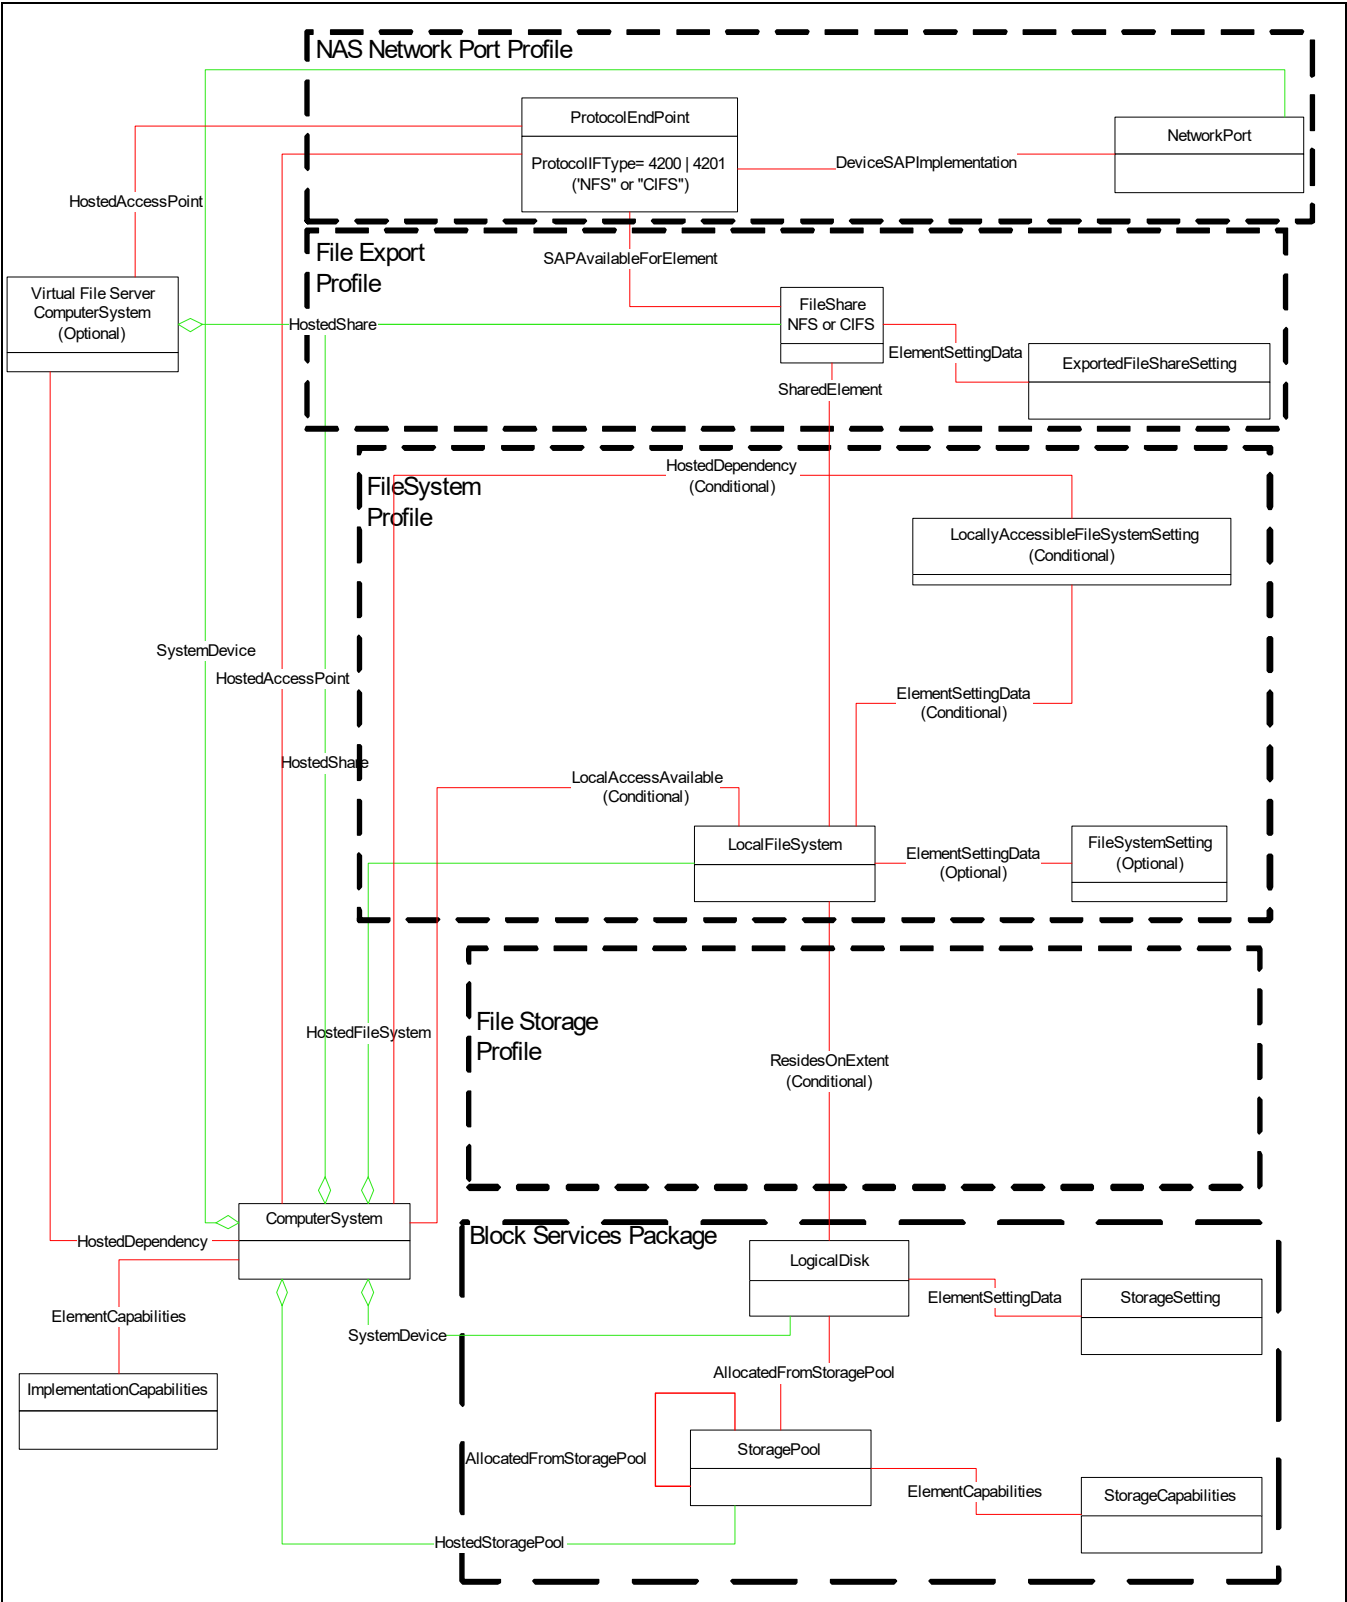 NAS Network Port Profile
ProtocolEndPoint
ProtocolIFType= 4200 | 4201
('NFS" or "CIFS")
NetworkPort
DeviceSAPImplementation
HostedAccessPoint
File Export
Profile
SAPAvailableForElement
Virtual File Server
ComputerSystem
(Optional)
FileShare
NFS or CIFS
HostedShare
ElementSettingData
ExportedFileShareSetting
SharedElement
HostedDependency
(Conditional)
FileSystem
Profile
LocallyAccessibleFileSystemSetting
(Conditional)
SystemDevice
HostedAccessPoint
ElementSettingData
(Conditional)
HostedShare
LocalAccessAvailable
(Conditional)
LocalFileSystem
ElementSettingData
(Optional)
FileSystemSetting
(Optional)
File Storage
Profile
HostedFileSystem
ResidesOnExtent
(Conditional)
ComputerSystem
HostedDependency
Block Services Package
LogicalDisk
ElementSettingData
StorageSetting
ElementCapabilities
SystemDevice
AllocatedFromStoragePool
ImplementationCapabilities
StoragePool
AllocatedFromStoragePool
ElementCapabilities
StorageCapabilities
HostedStoragePool